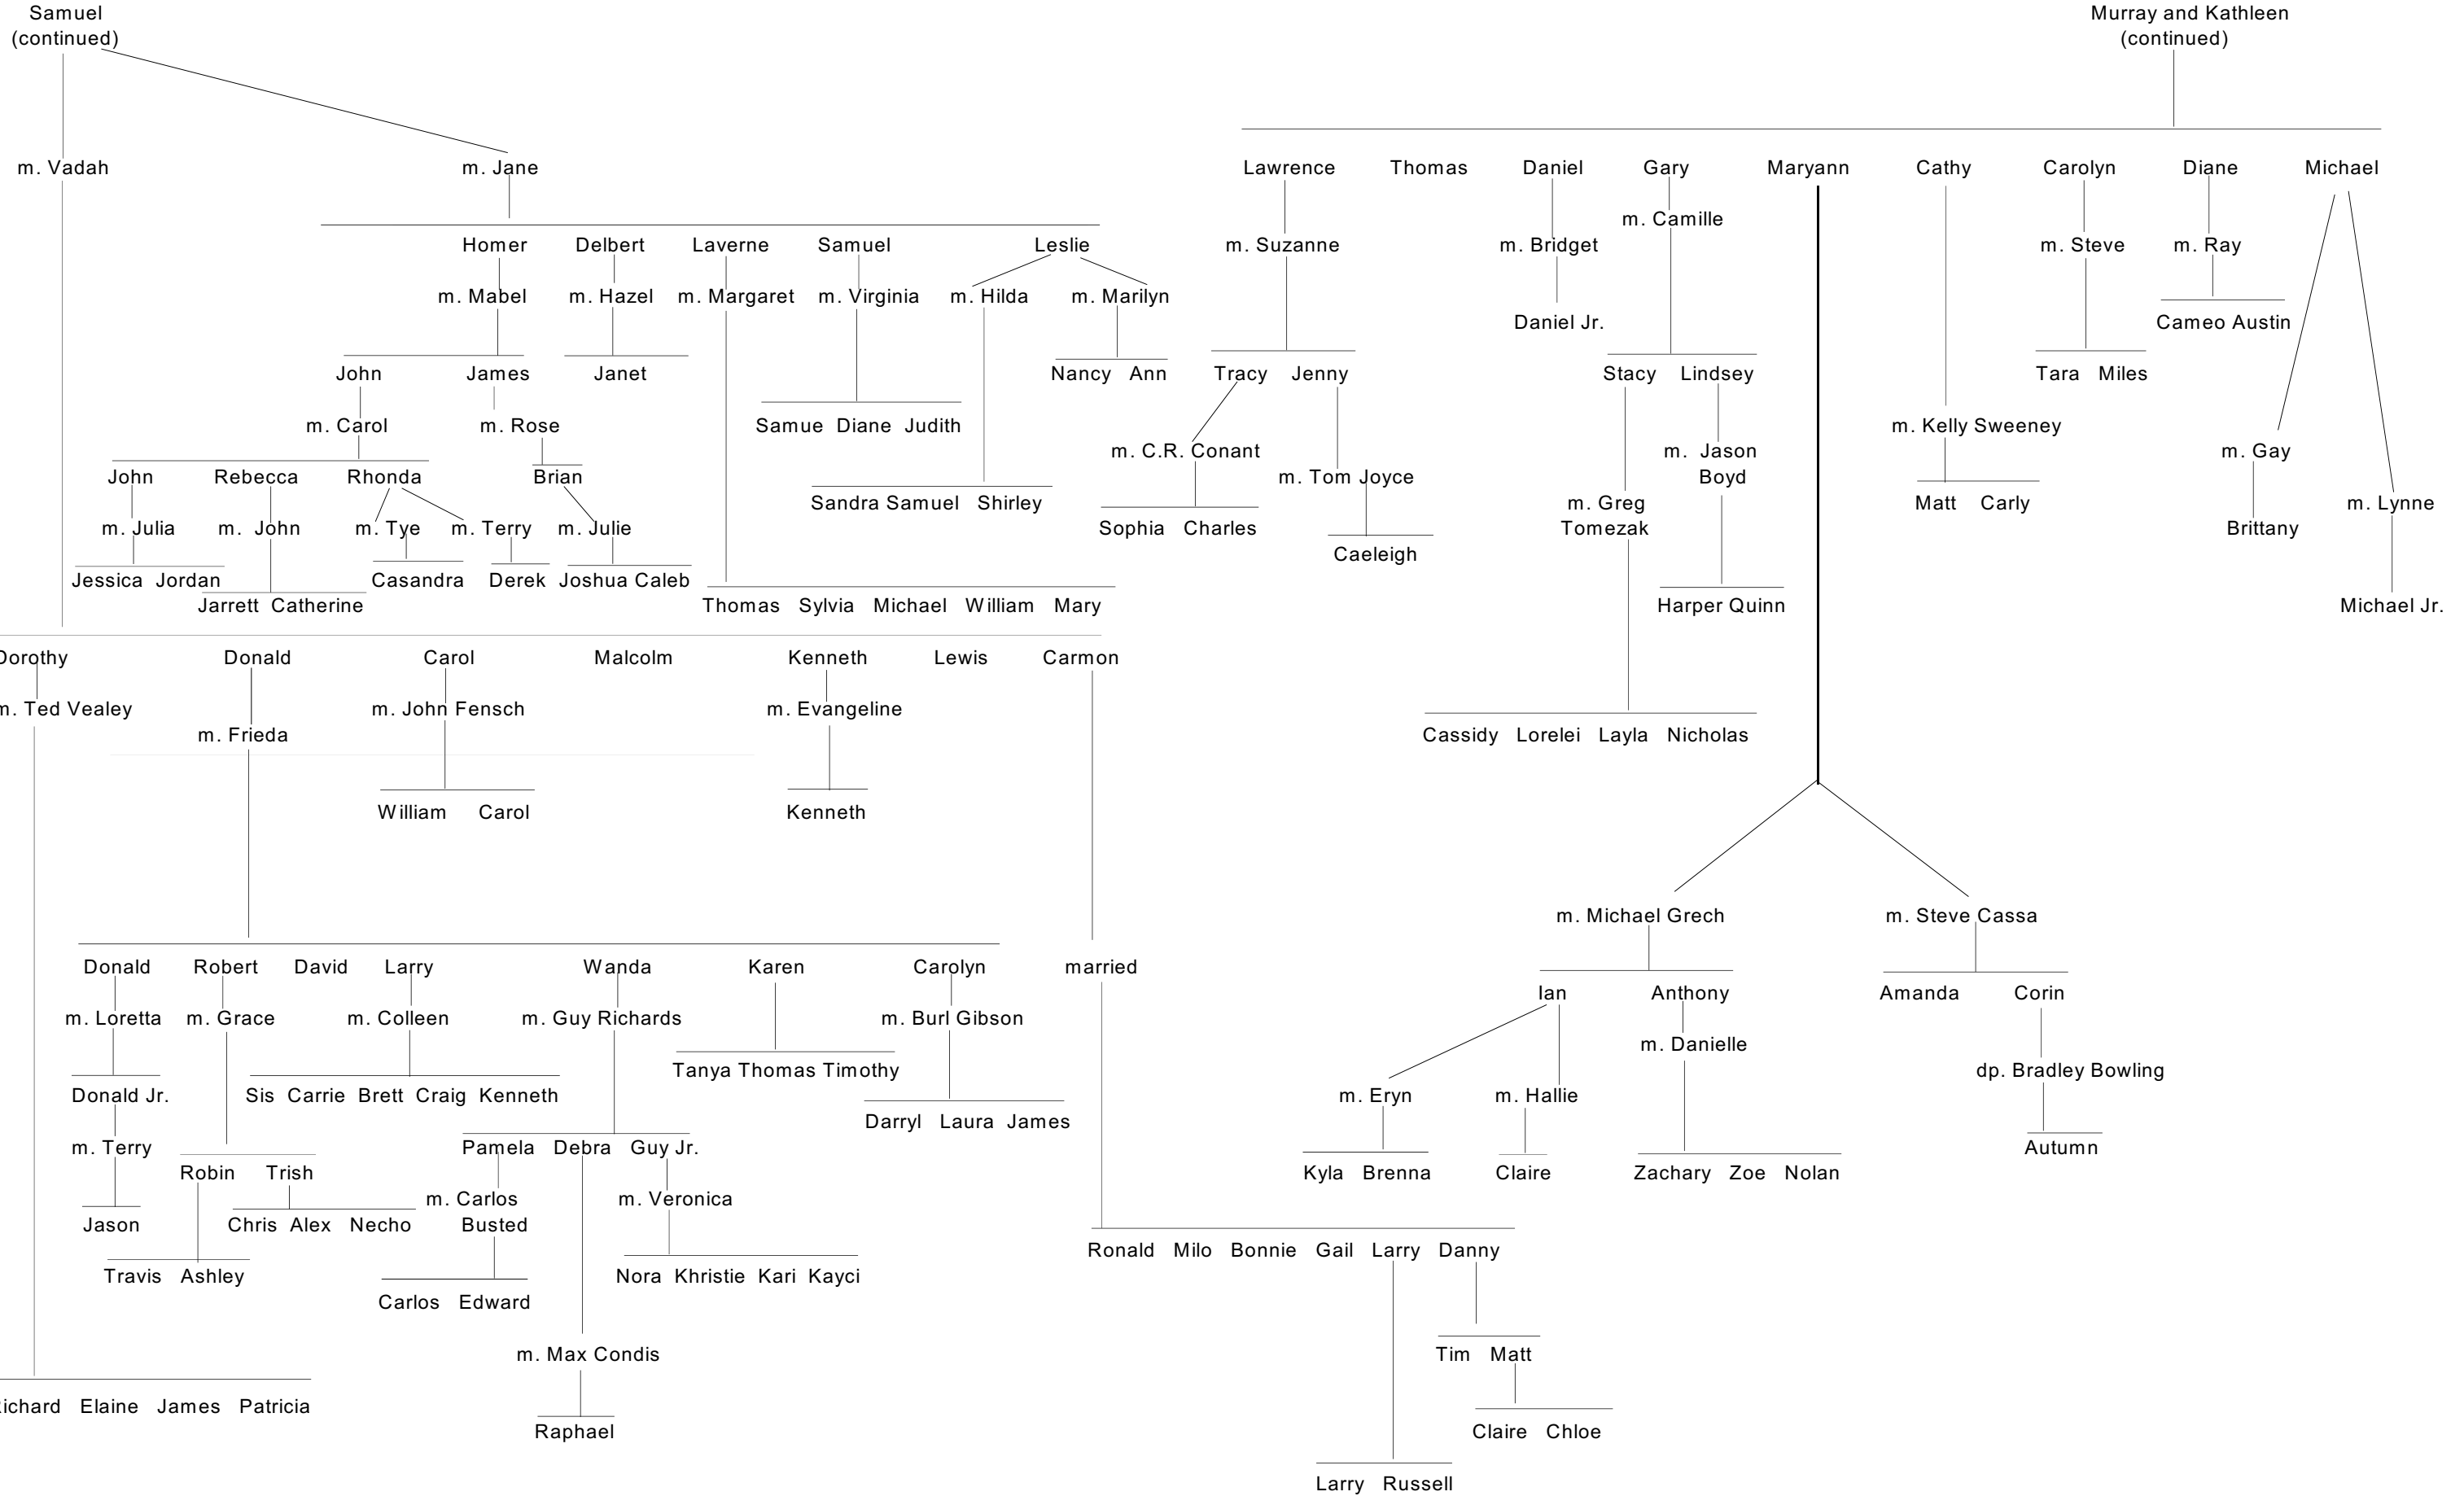 Samuel Murray and Kathleen
(continued) (continued)
m. Vadah m. Jane Lawrence Thomas Daniel Gary Maryann Cathy Carolyn Diane Michael
m. Camille
Homer Delbert Laverne Samuel Leslie m. Suzanne m. Bridget m. Steve m. Ray
m. Mabel m. Hazel m. Margaret m. Virginia m. Hilda m. Marilyn
Daniel Jr. Cameo Austin
John James Janet Nancy Ann Tracy Jenny Stacy Lindsey Tara Miles
m. Carol m. Rose Samue Diane Judith m. Kelly Sweeney
m. C.R. Conant m. Jason m. Gay
John Rebecca Rhonda Brian m. Tom Joyce Boyd
Sandra Samuel Shirley m. Greg Matt Carly m. Lynne
m. Julia m. John m. Tye m. Terry m. Julie Sophia Charles Tomezak Brittany
Caeleigh
Jessica Jordan Casandra Derek Joshua Caleb
Jarrett Catherine Thomas Sylvia Michael William Mary Harper Quinn Michael Jr.
Dorothy Donald Carol Malcolm Kenneth Lewis Carmon
m. Ted Vealey m. John Fensch m. Evangeline
m. Frieda Cassidy Lorelei Layla Nicholas
William Carol Kenneth
m. Michael Grech m. Steve Cassa
Donald Robert David Larry Wanda Karen Carolyn married
Ian Anthony Amanda Corin
m. Loretta m. Grace m. Colleen m. Guy Richards m. Burl Gibson
m. Danielle
Tanya Thomas Timothy dp. Bradley Bowling
Donald Jr. Sis Carrie Brett Craig Kenneth m. Eryn m. Hallie
Darryl Laura James
m. Terry Pamela Debra Guy Jr. Autumn
Robin Trish Kyla Brenna Claire Zachary Zoe Nolan
m. Carlos m. Veronica
Jason Chris Alex Necho Busted
Ronald Milo Bonnie Gail Larry Danny
Travis Ashley Nora Khristie Kari Kayci
Carlos Edward
m. Max Condis Tim Matt
ichard Elaine James Patricia
Raphael Claire Chloe
Larry Russell